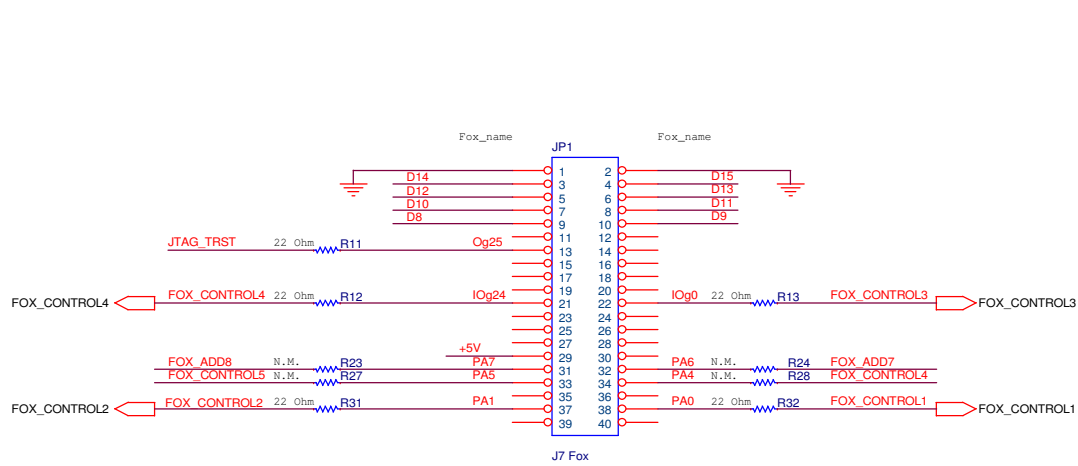 Fox_name Fox_name
JP1
1 2
D14 3 4 D15
D12 5 6 D13
D10 7 8 D11
D8 9 10 D9
11 12
JTAG_TRST 22 Ohm R11 Og25 13 14
15 16
17 18
19 20
FOX_CONTROL4 FOX_CONTROL4 22 Ohm R12 IOg24 21 22 IOg0 22 Ohm R13 FOX_CONTROL3 FOX_CONTROL3
23 24
25 26
27 28
+5V 29 30
FOX_ADD8 N.M. R23 PA7 31 32 PA6 N.M. R24 FOX_ADD7
FOX_CONTROL5 N.M. R27 PA5 33 34 PA4 N.M. R28 FOX_CONTROL4
35 36
FOX_CONTROL2 FOX_CONTROL2 22 Ohm R31 PA1 37 38 PA0 22 Ohm R32 FOX_CONTROL1 FOX_CONTROL1
39 40
J7 Fox